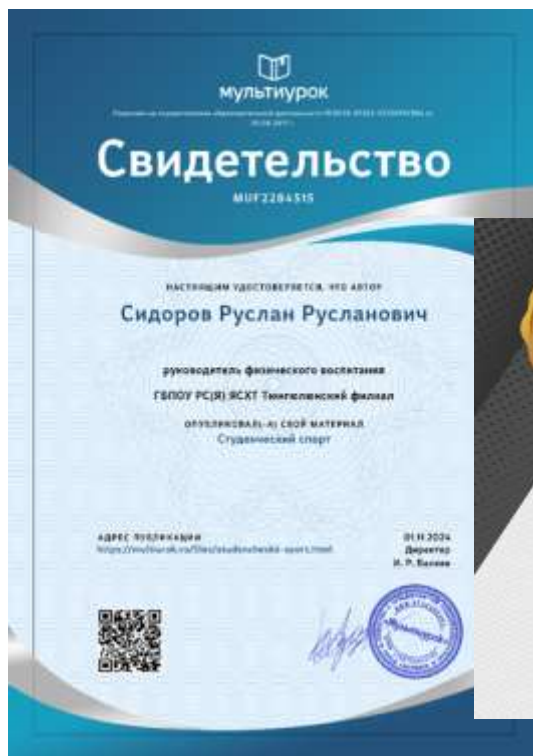 мультиурок
Свидетельство
MUF2284315
НАСТОЯЩИМ УДОСТОВЕРЯЕТСЯ, ЧТО АВТОР
Сидоров Руслан Русланович
руководитель физического воспитания
ГБПОУ РС(Я) ЯСХТ филиал
ОПУБЛИКОВАЛ(-А) СВОЙ МАТЕРИАЛ
Студенческий спорт
АДРЕС ПУБЛИКАЦИИ
01.11.2024
Директор